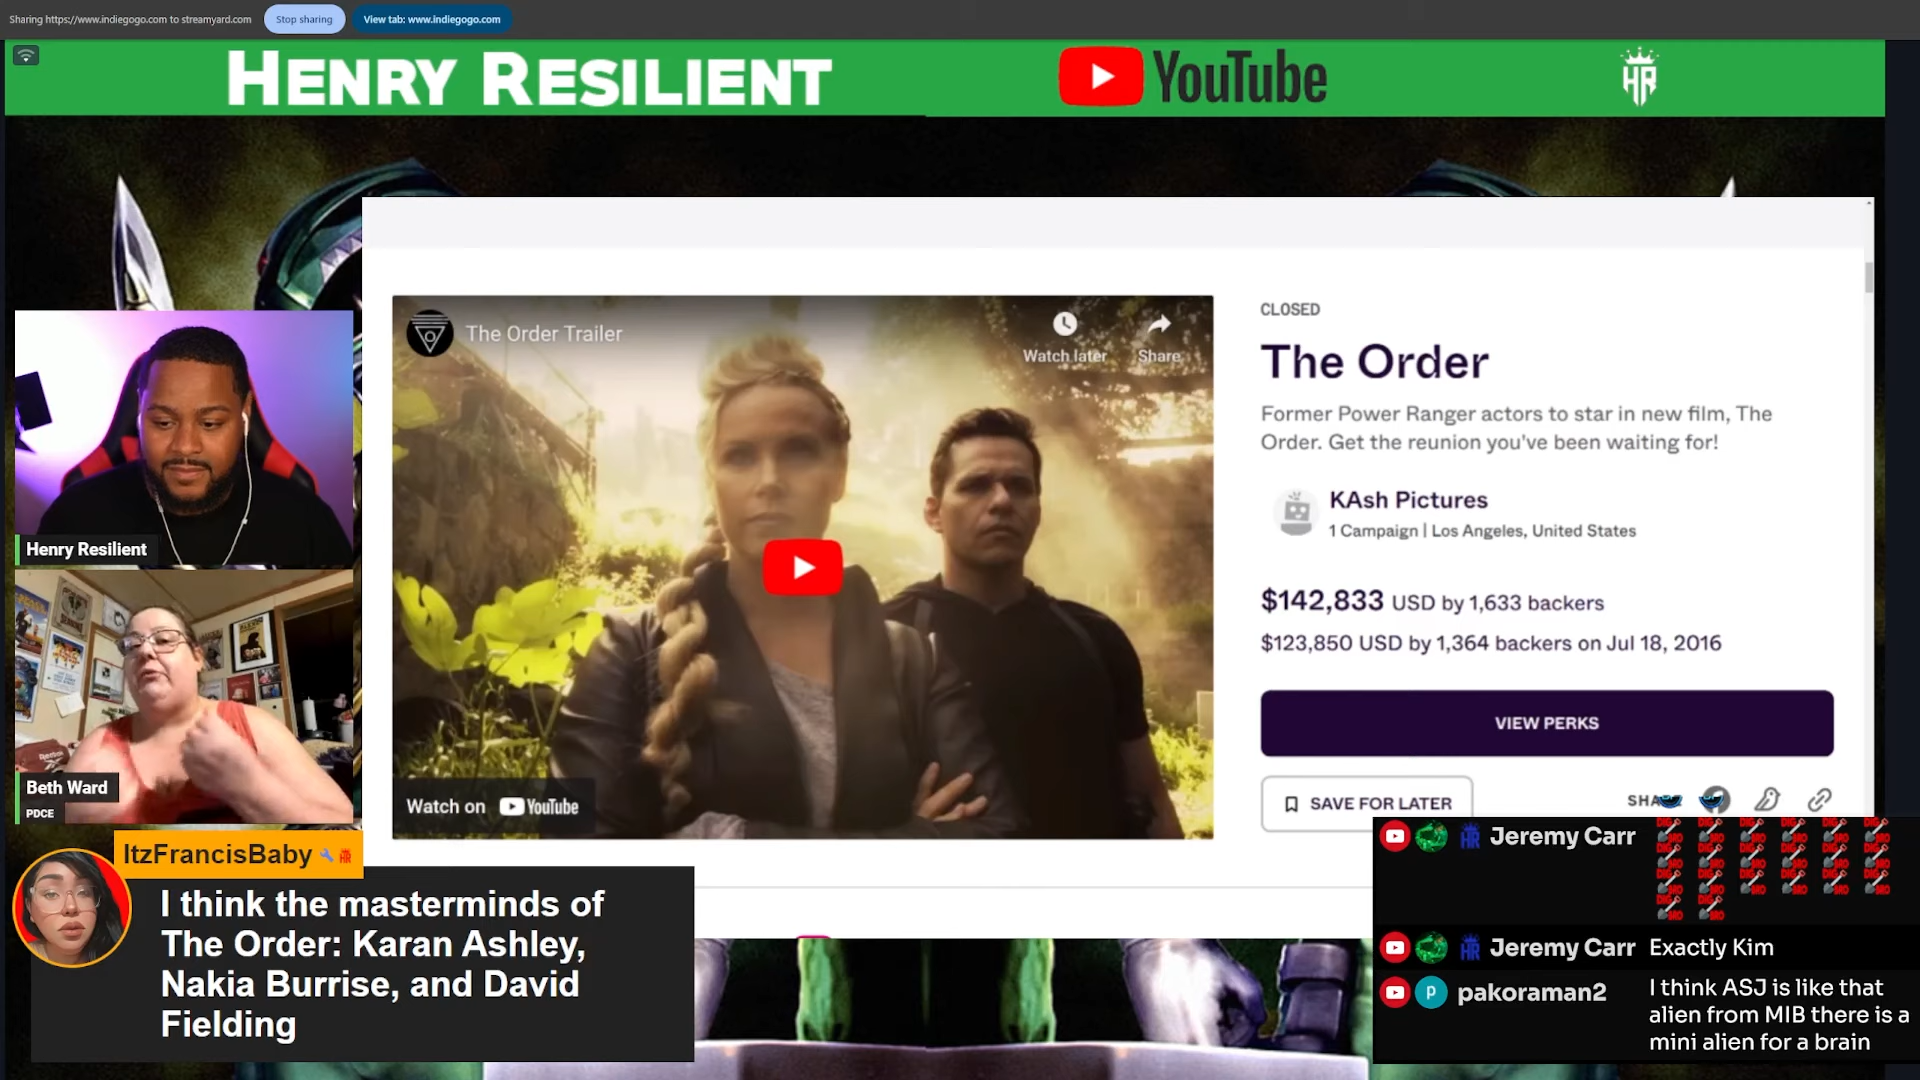 Sharing https://www.indiegogo.com to streamyard.com
Stop sharing
View tab: www.indiegogo.com
HENRY RESILIENT
YouTube
HR
The Order Trailer
Watch later
Share
Watch on YouTube
CLOSED
The Order
Former Power Ranger actors to star in new film, The
Order. Get the reunion you've been waiting for!
KAsh Pictures
1 Campaign | Los Angeles, United States
$142,833 USD by 1,633 backers
$123,850 USD by 1,364 backers on Jul 18, 2016
VIEW PERKS
SAVE FOR LATER
Henry Resilient
Beth Ward
PDCE
ItzFrancisBaby
I think the masterminds of
The Order: Karan Ashley,
Nakia Burrise, and David
Fielding
Jeremy Carr
Jeremy Carr Exactly Kim
pakoraman2 I think ASJ is like that
alien from MIB there is a
mini alien for a brain